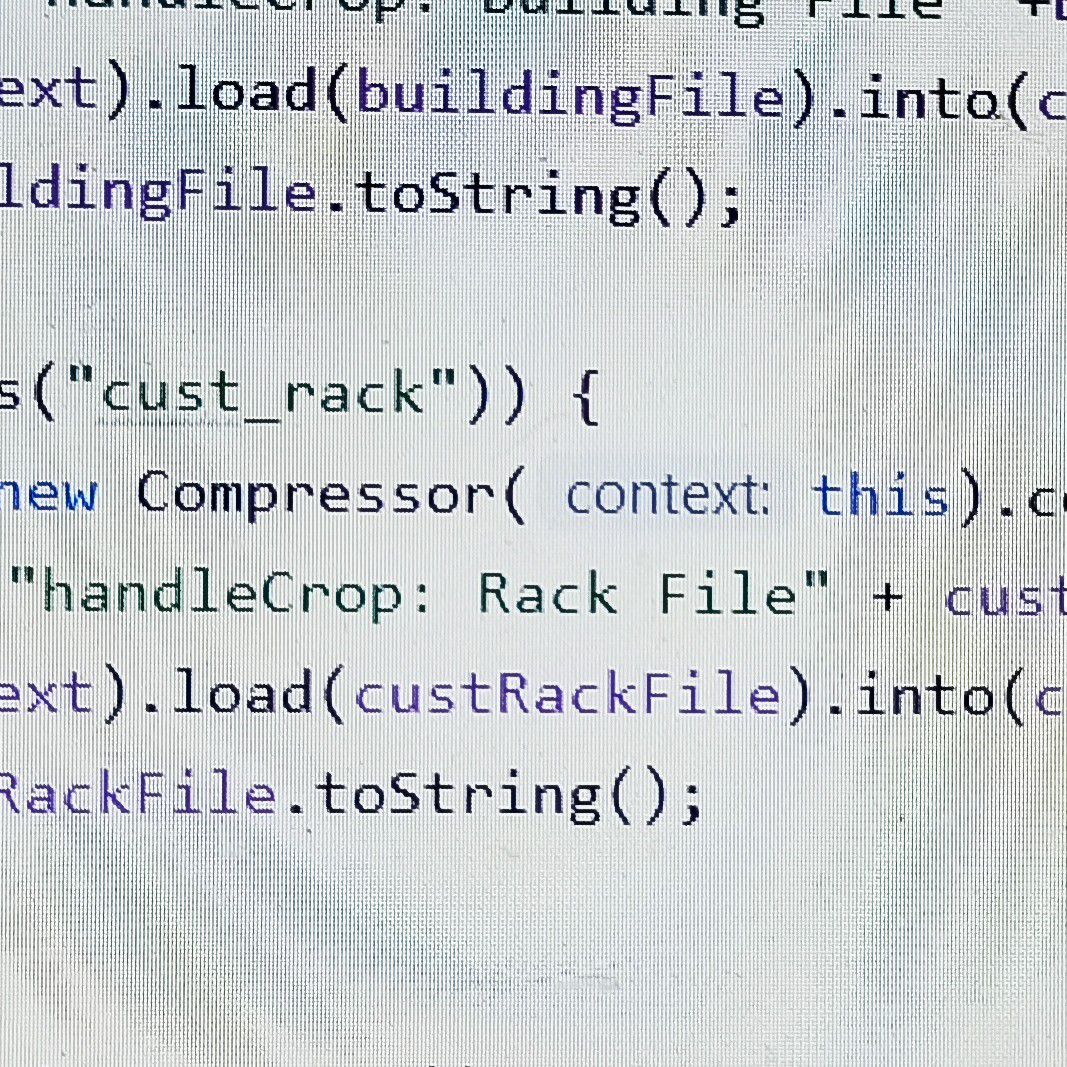 handleCrop: Building File" +
ext).load(buildingFile).into(c
ldingFile.toString();
s("cust_rack")) {
new Compressor( context: this).c
"handleCrop: Rack File" + cust
ext).load(custRackFile).into(c
RackFile.toString();